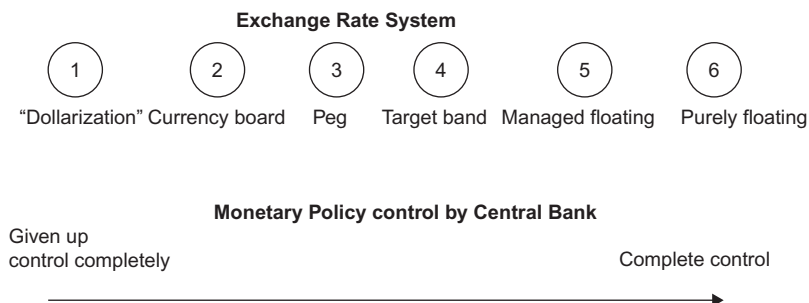 Exchange Rate System
1 2 3 4 5 6
“Dollarization” Currency board Peg Target band Managed floating Purely floating
Monetary Policy control by Central Bank
Given up
control completely
Complete control